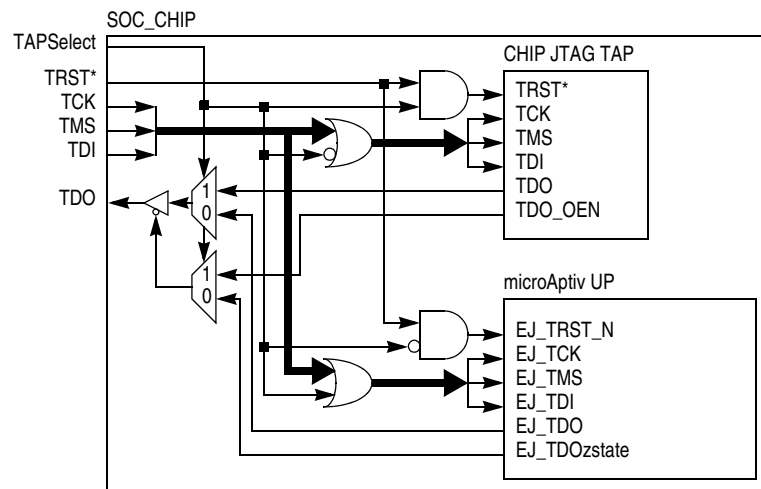 SOC_CHIP
TAPSelect
TRST*
TCK
TMS
TDI
TDO
1
0
1
0
CHIP JTAG TAP
TRST*
TCK
TMS
TDI
TDO
TDO_OEN
microAptiv UP
EJ_TRST_N
EJ_TCK
EJ_TMS
EJ_TDI
EJ_TDO
EJ_TDOzstate